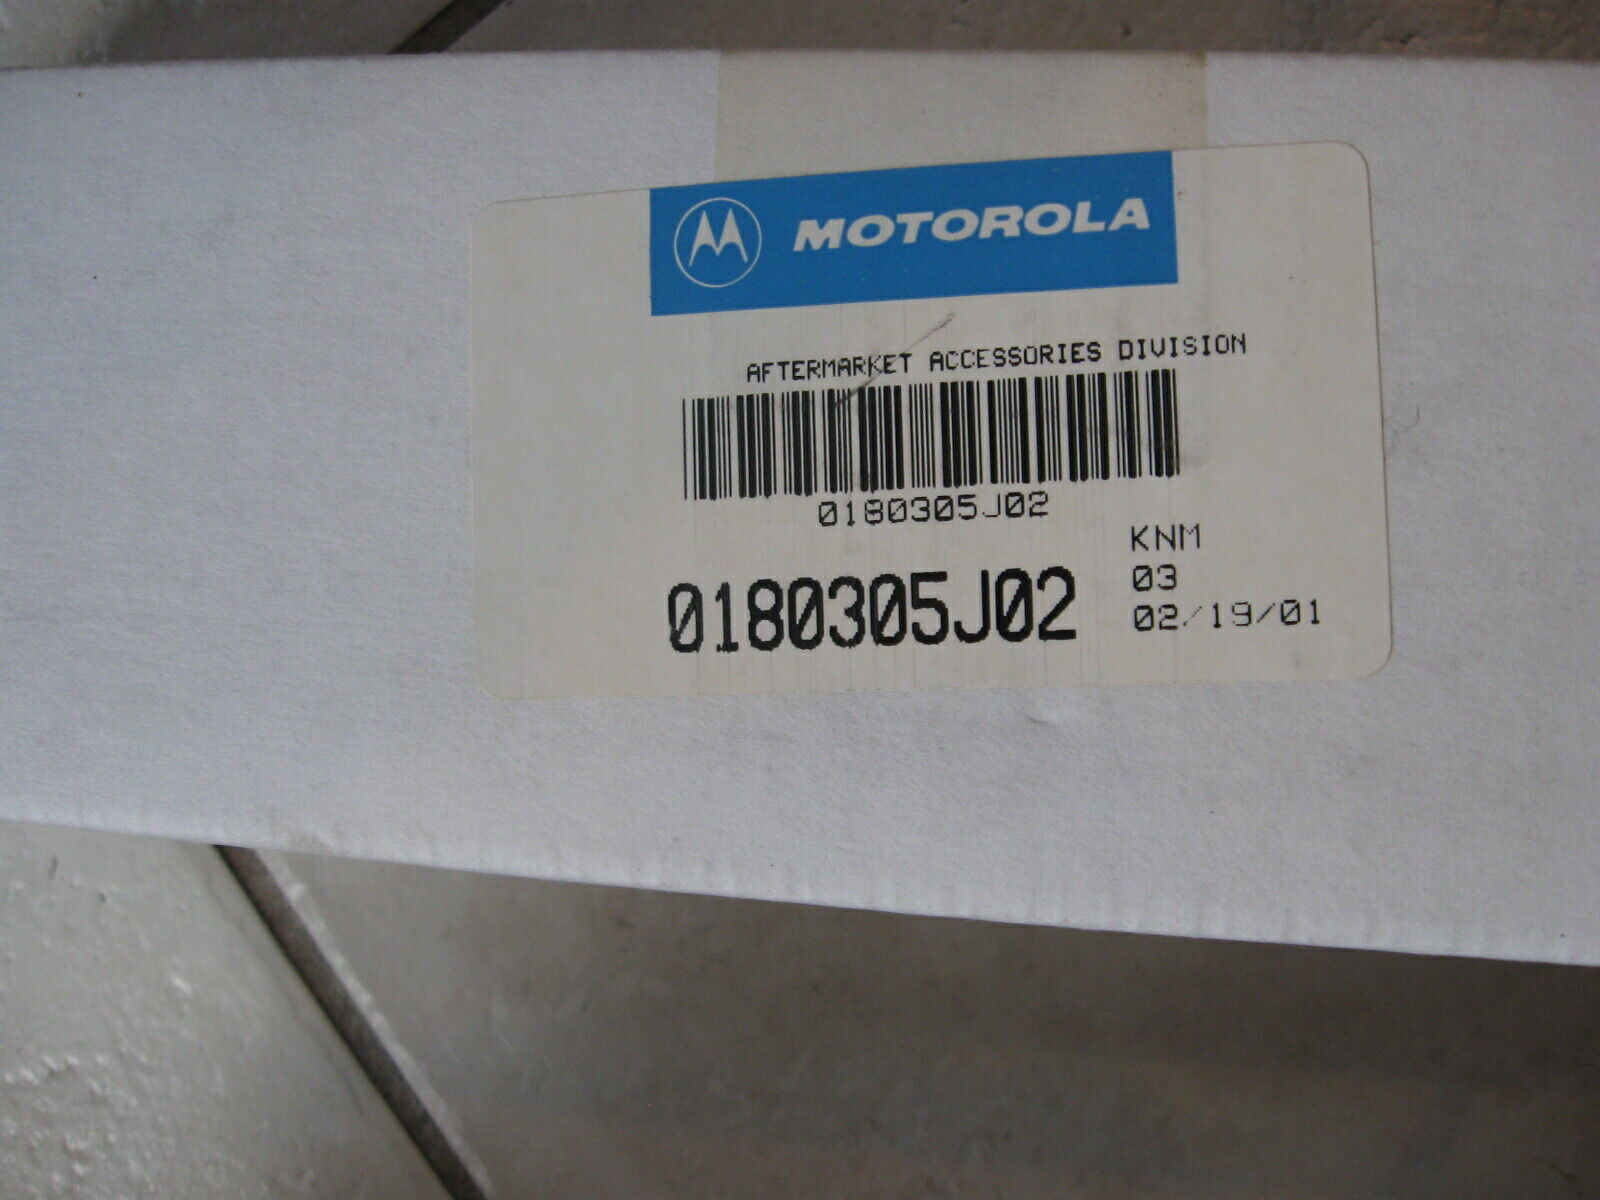 MOTOROLA
AFTERMARKET ACCESSORIES DIVISION
0180305J02
0180305J02
KNM
03
02/19/01